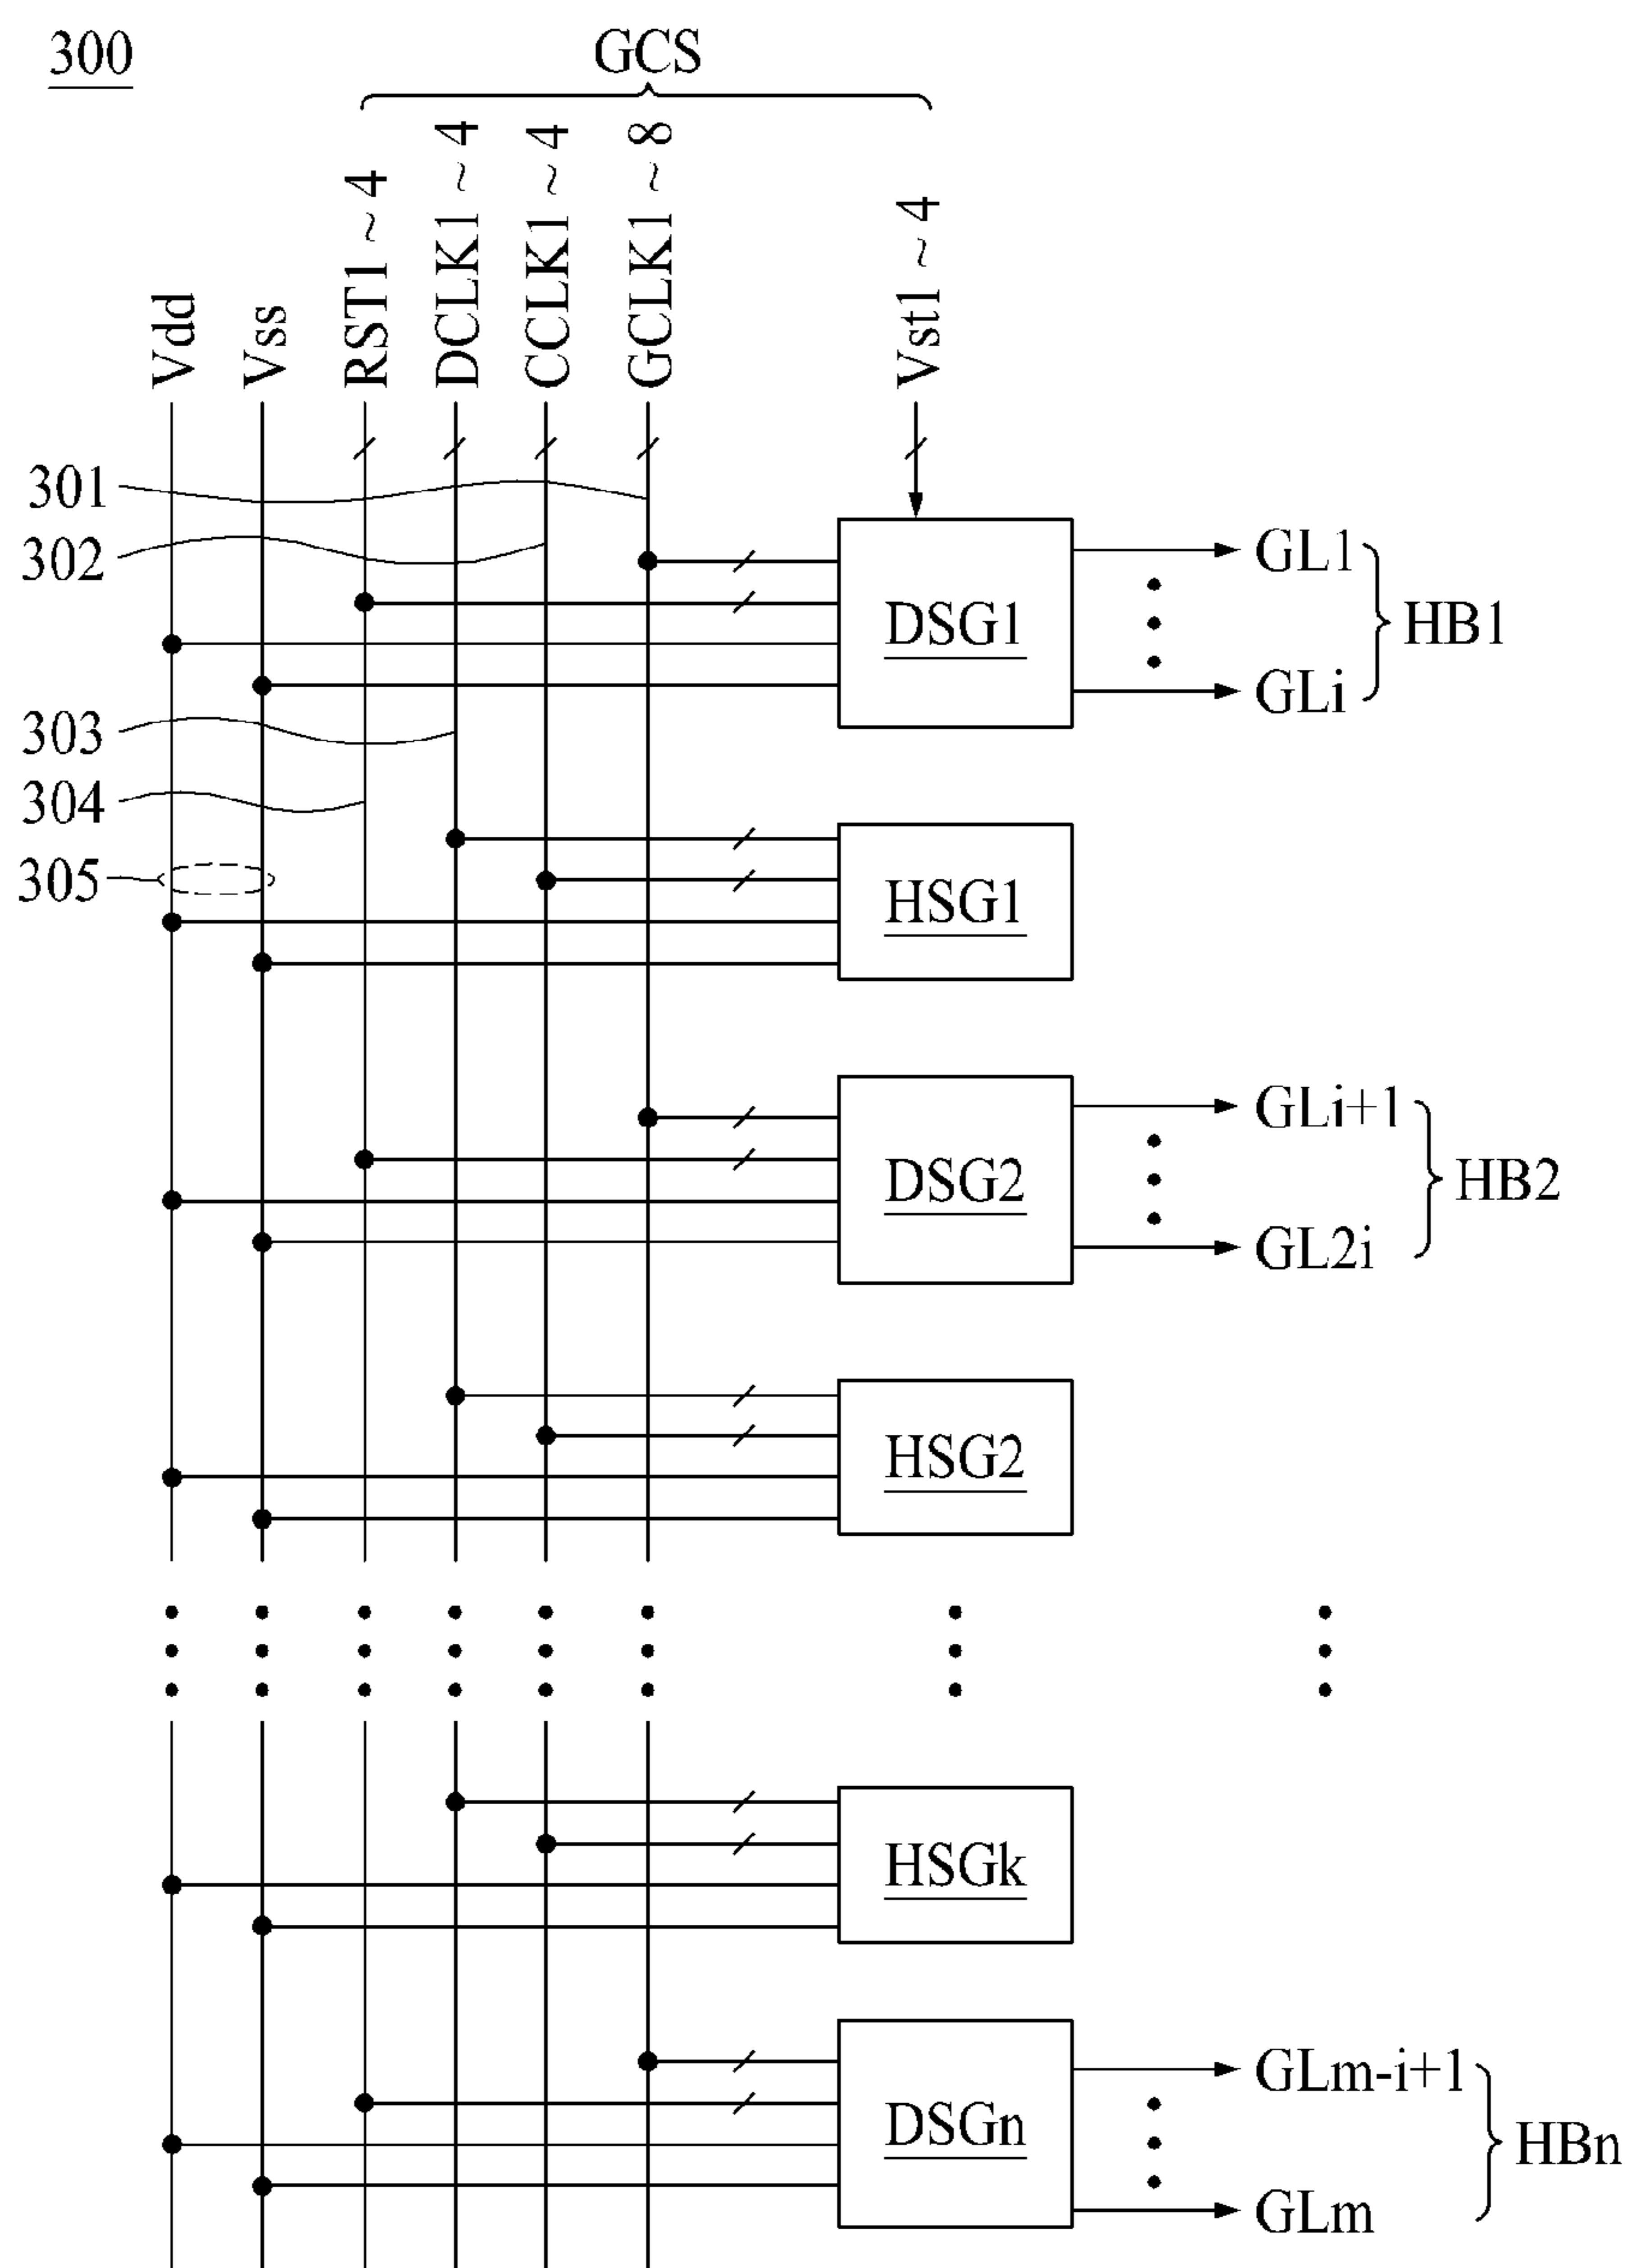 300
GCS
Vdd
Vss
RST1 ~ 4
DCLK1 ~ 4
CCLK1 ~ 4
GCLK1 ~ 8
Vst1 ~ 4
301
302
303
304
305
DSG1
GL1
GLi
HB1
HSG1
DSG2
GLi+1
GL2i
HB2
HSG2
HSGk
DSGn
GLm-i+1
GLm
HBn